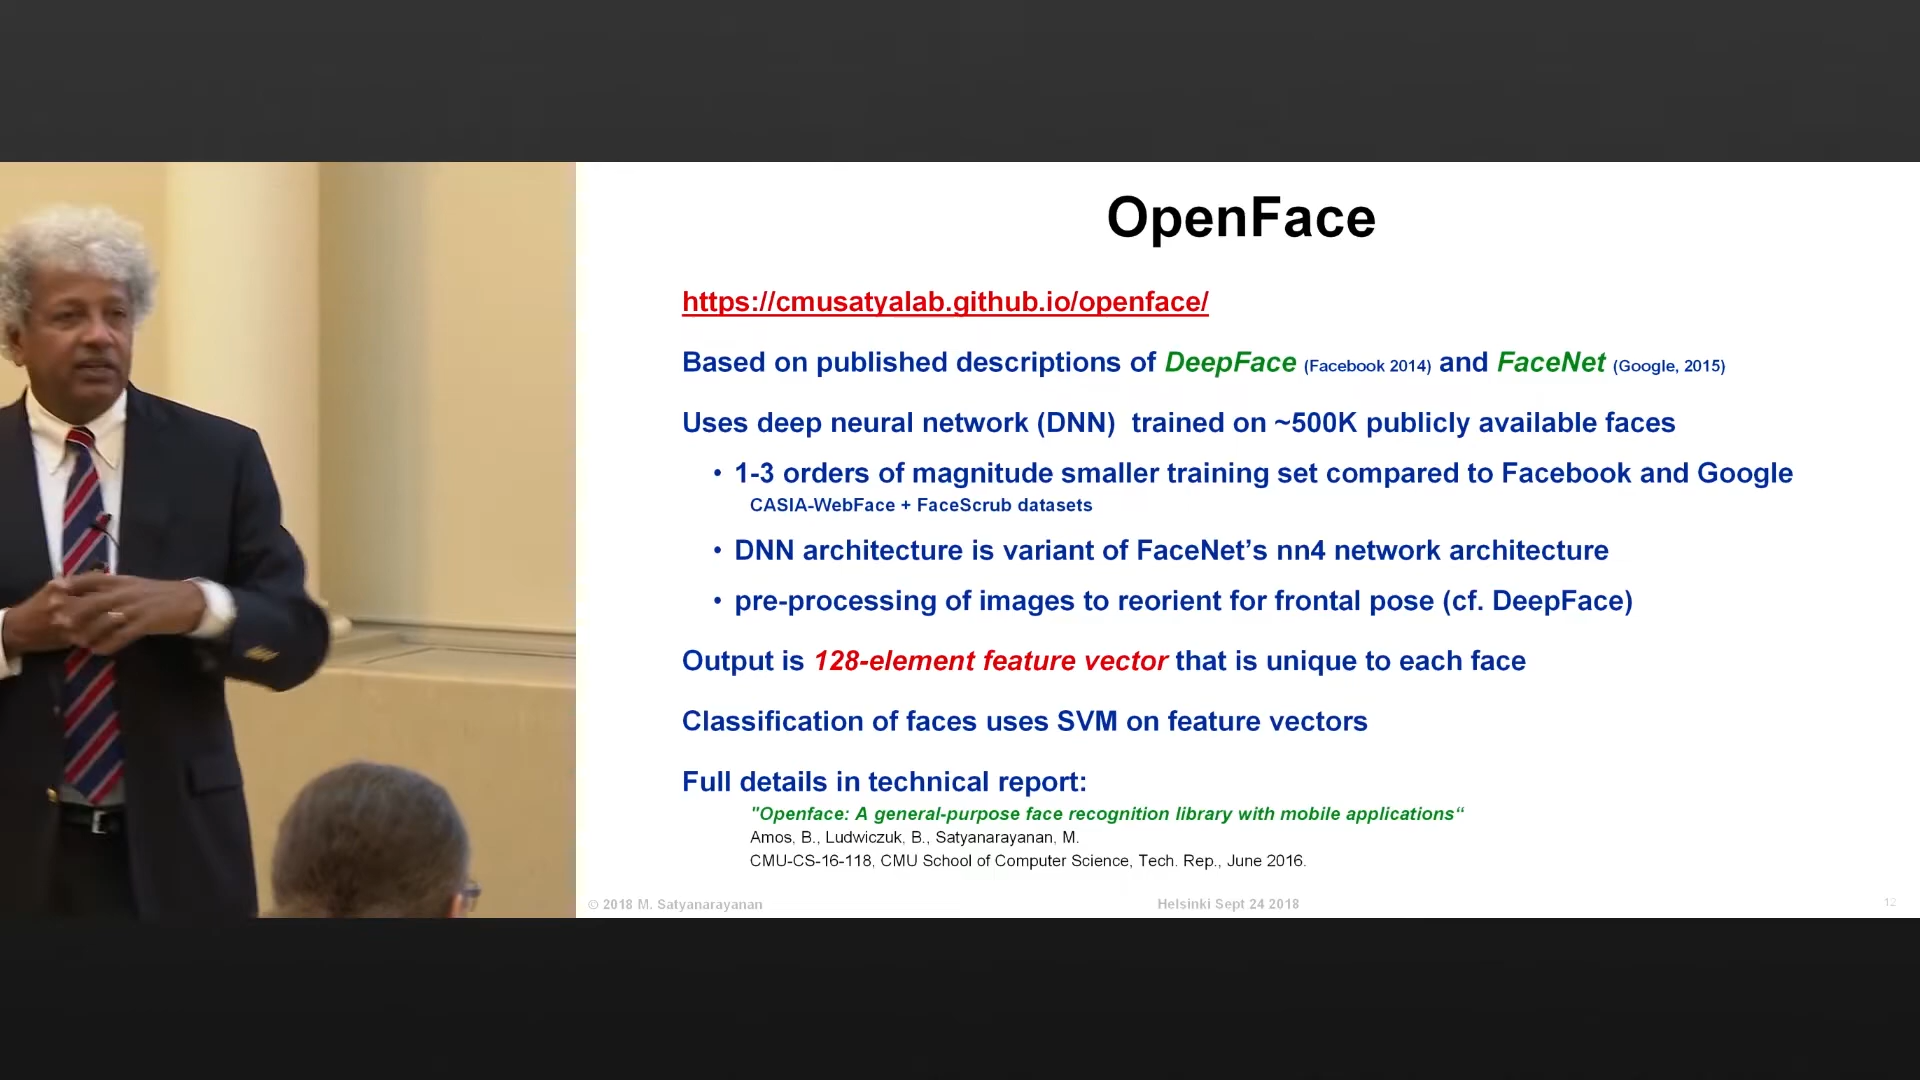 OpenFace
https://cmusatyalab.github.io/openface/
Based on published descriptions of DeepFace (Facebook 2014) and FaceNet (Google, 2015)
Uses deep neural network (DNN)  trained on ~500K publicly available faces
• 1-3 orders of magnitude smaller training set compared to Facebook and Google
CASIA-WebFace + FaceScrub datasets
• DNN architecture is variant of FaceNet’s nn4 network architecture
• pre-processing of images to reorient for frontal pose (cf. DeepFace)
Output is 128-element feature vector that is unique to each face
Classification of faces uses SVM on feature vectors
Full details in technical report:
"Openface: A general-purpose face recognition library with mobile applications“
Amos, B., Ludwiczuk, B., Satyanarayanan, M.
CMU-CS-16-118, CMU School of Computer Science, Tech. Rep., June 2016.
© 2018 M. Satyanarayanan
Helsinki Sept 24 2018
12